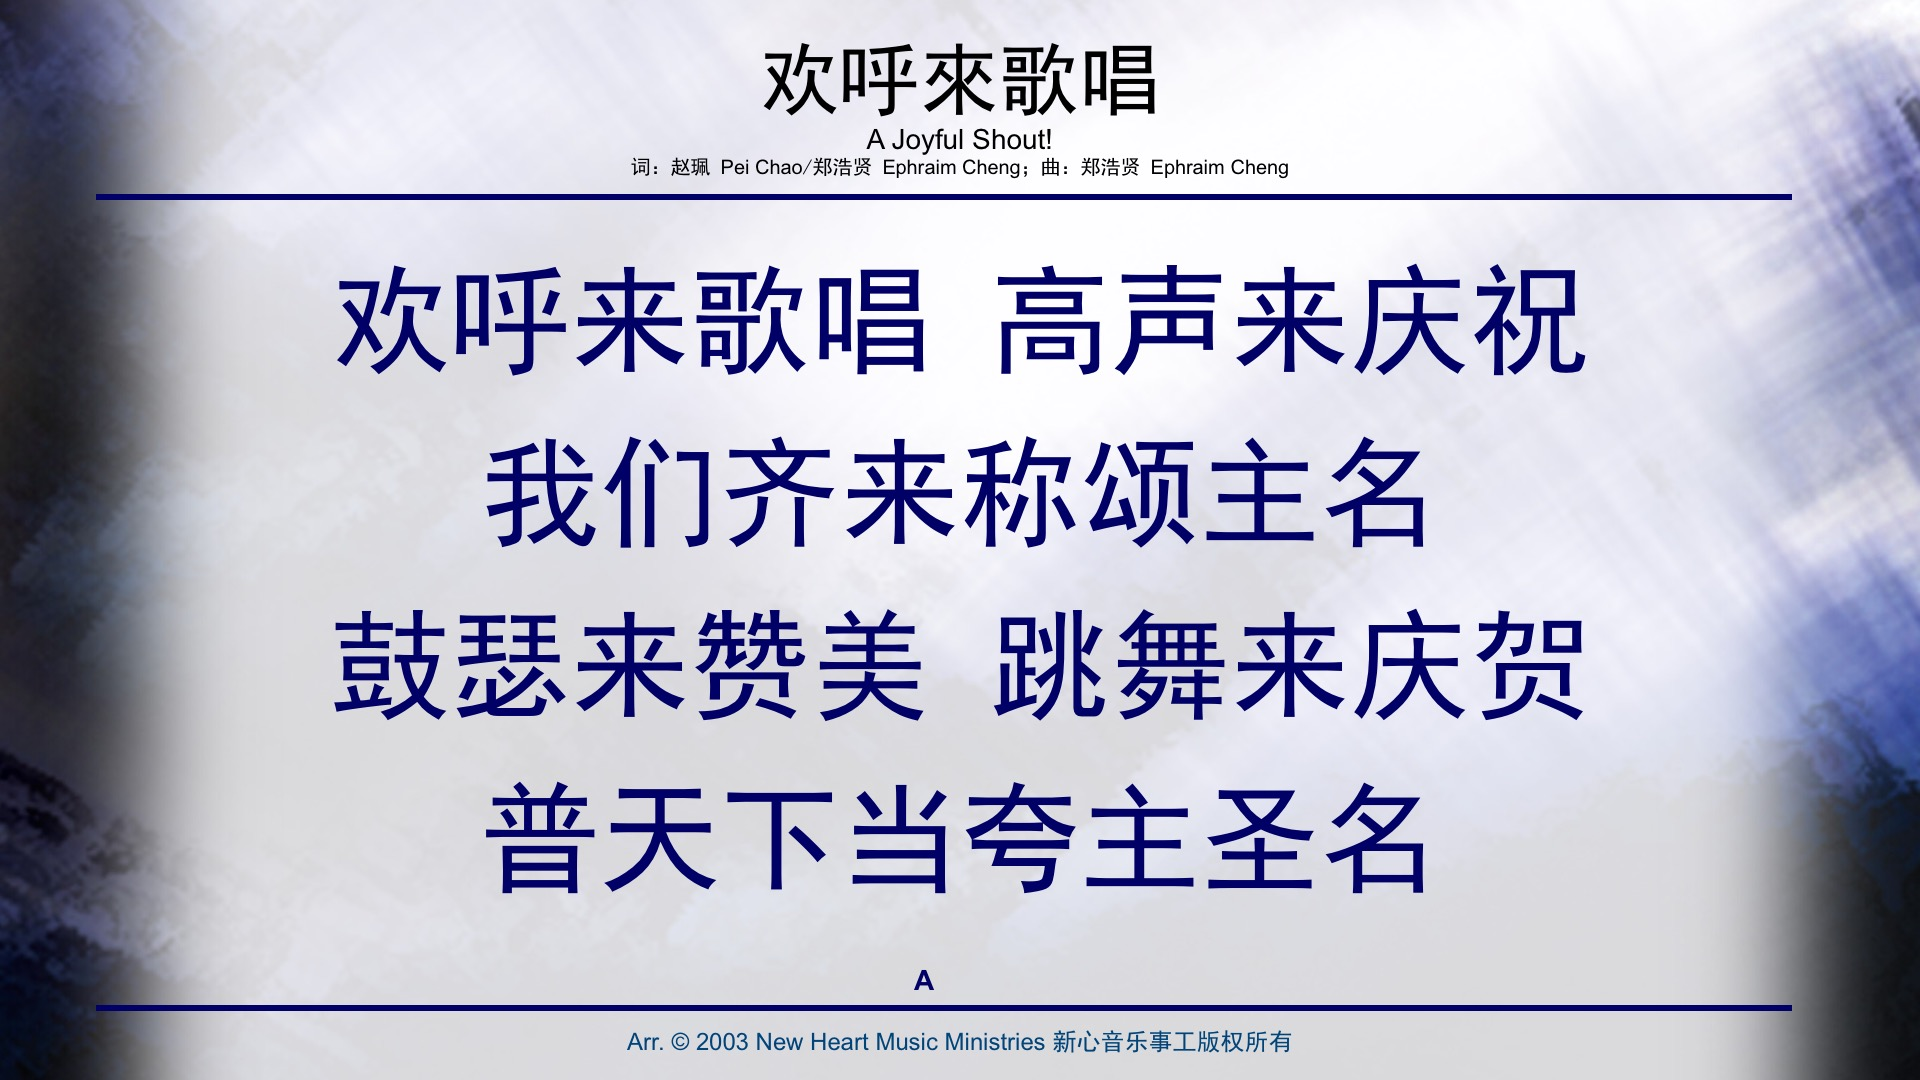 欢呼來歌唱
A Joyful Shout!
词：赵珮 Pei Chao/郑浩贤 Ephraim Cheng；曲：郑浩贤 Ephraim Cheng
欢呼来歌唱 高声来庆祝
我们齐来称颂主名
鼓瑟来赞美 跳舞来庆贺
普天下当夸主圣名
A
Arr. © 2003 New Heart Music Ministries 新心音乐事工版权所有